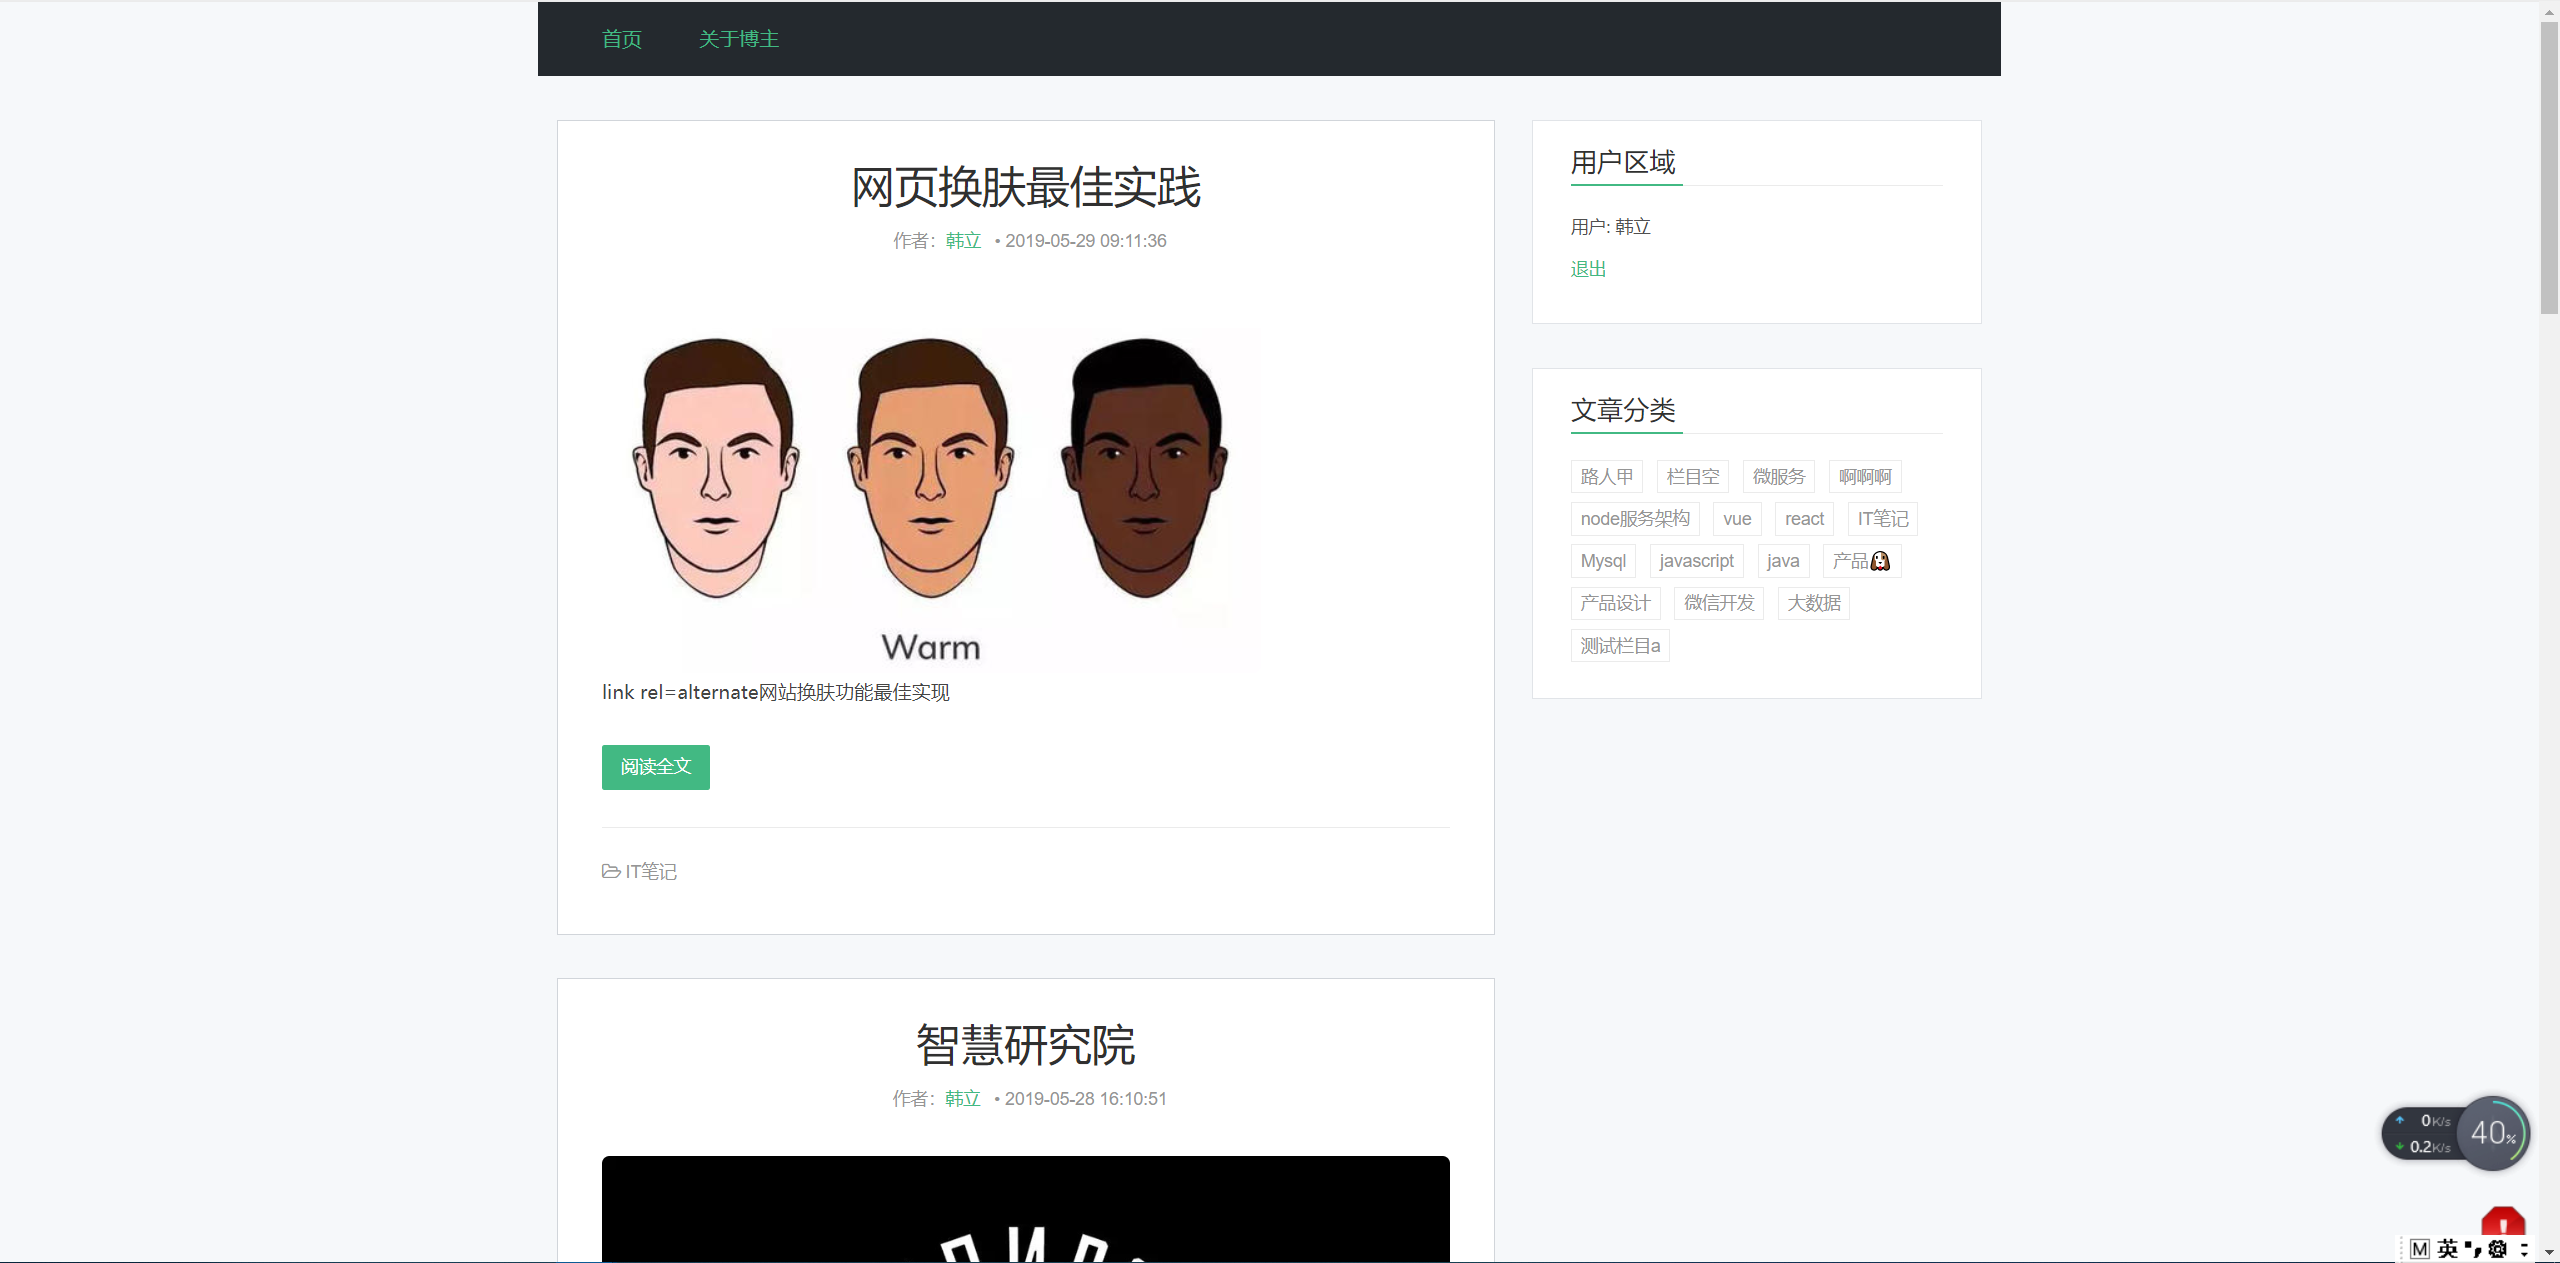 首页 关于博主
网页换肤最佳实践
作者：韩立 • 2019-05-29 09:11:36
Warm
link rel=alternate网站换肤功能最佳实现
阅读全文
IT笔记
智慧研究院
作者：韩立 • 2019-05-28 16:10:51
用户区域
用户: 韩立
退出
文章分类
路人甲 栏目空 微服务 啊啊啊
node服务架构 vue react IT笔记
Mysql javascript java 产品
产品设计 微信开发 大数据
测试栏目a
0K/s
0.2K/s
40%
M 英